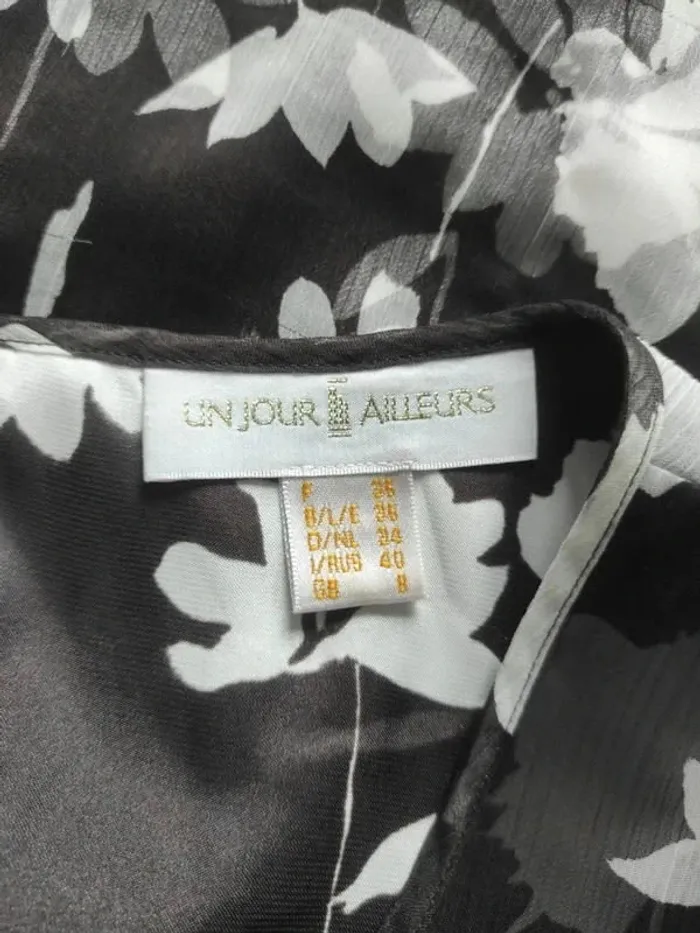 UN JOUR AILLEURS
F 36
B/L/E 36
D/NL 34
I/RUS 40
GB 8